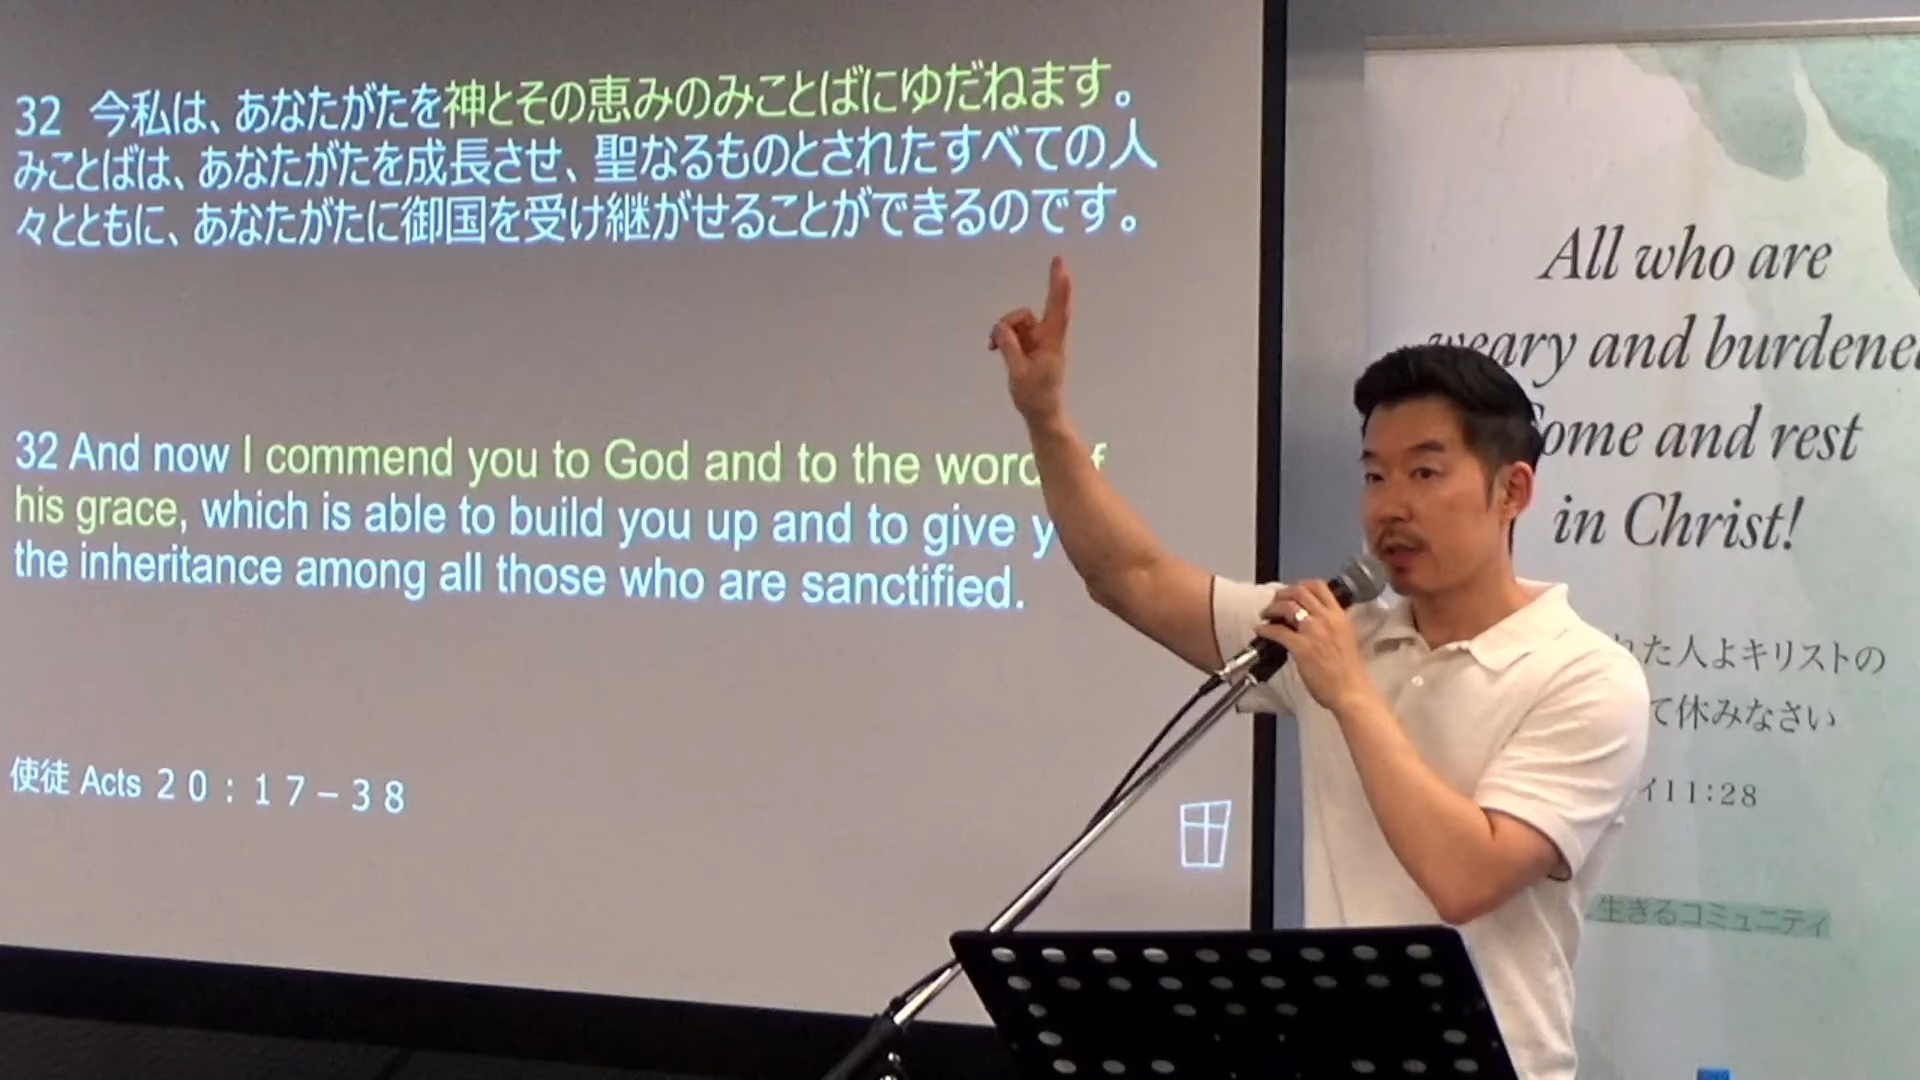 32 今私は、あなたがたを神とその恵みのみことばにゆだねます。
みことばは、あなたがたを成長させ、聖なるものとされたすべての人
々とともに、あなたがたに御国を受け継がせることができるのです。
32 And now I commend you to God and to the word
his grace, which is able to build you up and to give
the inheritance among all those who are sanctified.
使徒 Acts 20:17-38
All who are
weary and burdene
ome and rest
in Christ!
た人よキリストの
て休みなさい
11:28
生きるコミュニティ